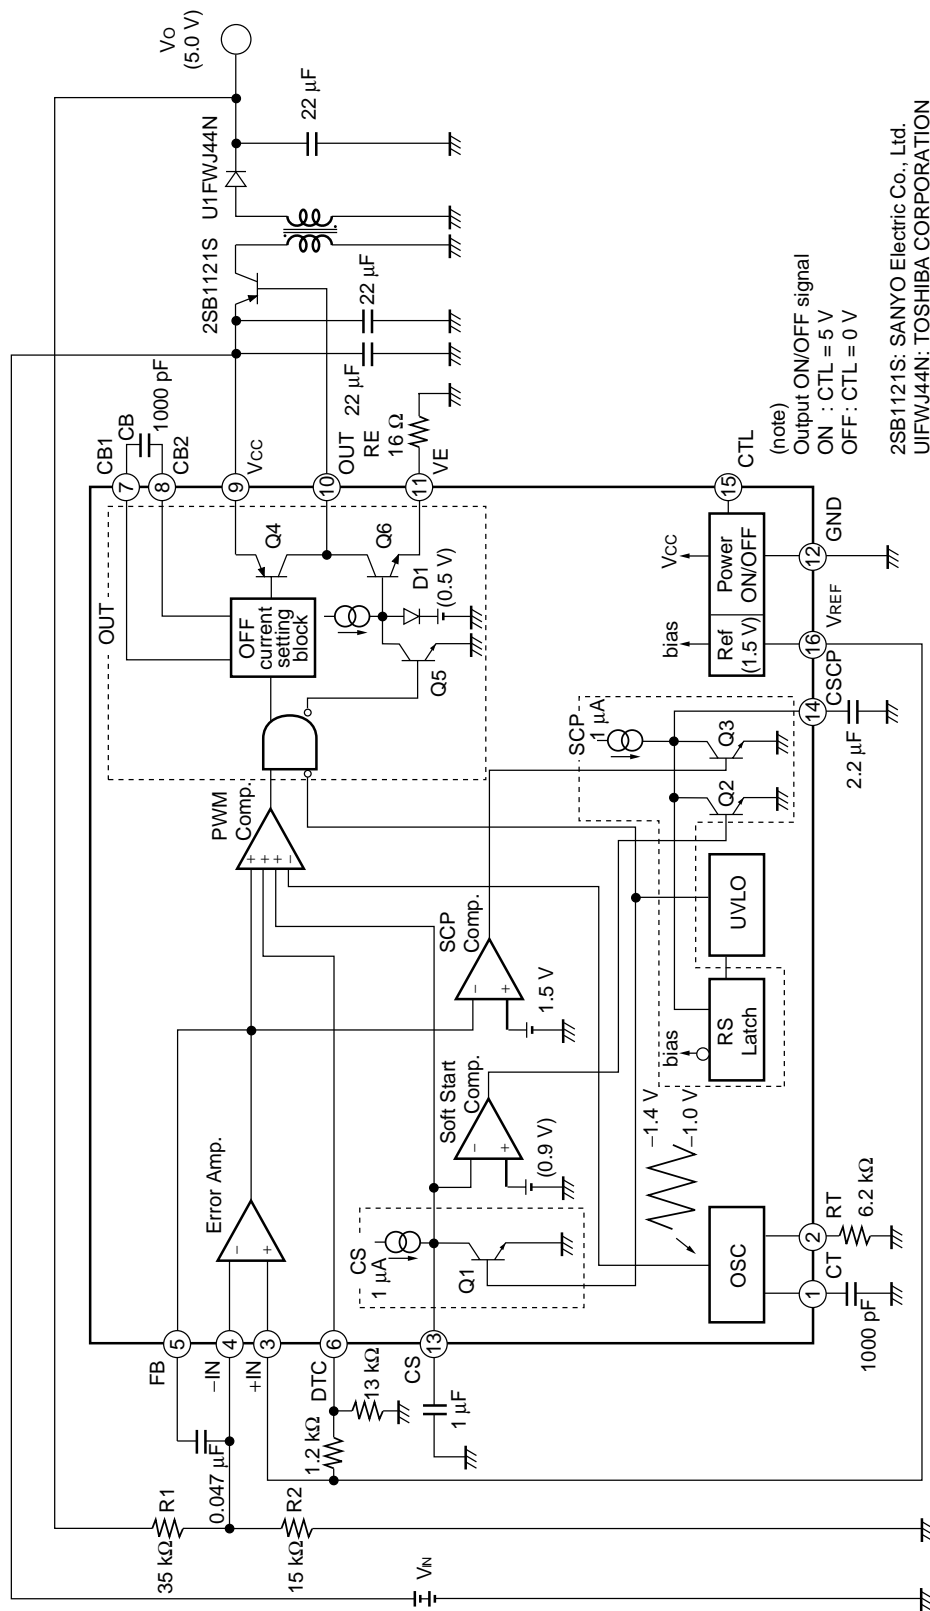 VO
(5.0 V)
22 µF
U1FWJ44N
2SB1121S
22 µF
22 µF
CB1
CB
1000 pF
CB2
7
8
VCC
9
OUT
10
RE
16 Ω
VE
11
OUT
OFF
current
setting
block
Q4
Q6
D1
(0.5 V)
Q5
PWM
Comp.
+
+
+
−
CTL
15
(note)
Output ON/OFF signal
ON : CTL = 5 V
OFF : CTL = 0 V
VCC
Power
ON/OFF
bias
Ref
(1.5 V)
GND
12
VREF
16
CSCP
14
2.2 µF
SCP
1 µA
Q3
Q2
SCP
Comp.
−
+
1.5 V
UVLO
RS
Latch
bias
Soft Start
Comp.
−
+
(0.9 V)
−1.4 V
−1.0 V
Error Amp.
−
+
CS
1 µA
Q1
OSC
RT
2
6.2 kΩ
CT
1
1000 pF
FB
5
−IN
4
+IN
3
DTC
6
CS
13
0.047 µF
13 kΩ
1.2 kΩ
1 µF
R1
35 kΩ
R2
15 kΩ
VIN
2SB1121S: SANYO Electric Co., Ltd.
UIFWJ44N: TOSHIBA CORPORATION